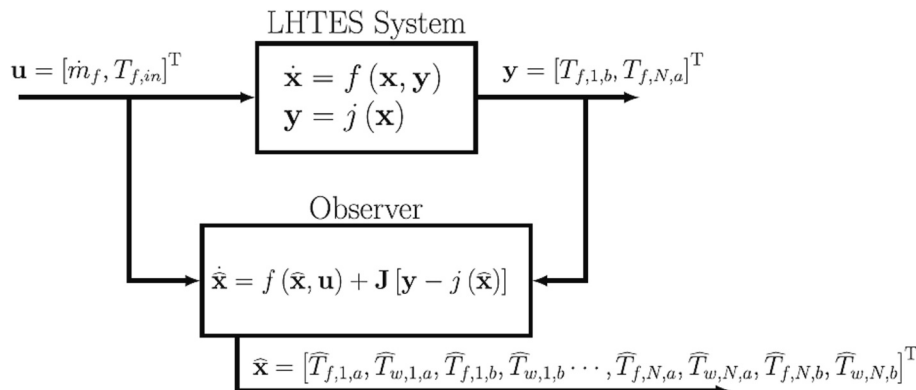 LHTES System
u = [ṁ_f, T_{f,in}]^T
ẋ = f (x, y)
y = j (x)
y = [T_{f,1,b}, T_{f,N,a}]^T
Observer
x̂̇ = f (x̂, u) + J [y − j (x̂)]
x̂ = [T̂_{f,1,a}, T̂_{w,1,a}, T̂_{f,1,b}, T̂_{w,1,b} ⋯ , T̂_{f,N,a}, T̂_{w,N,a}, T̂_{f,N,b}, T̂_{w,N,b}]^T